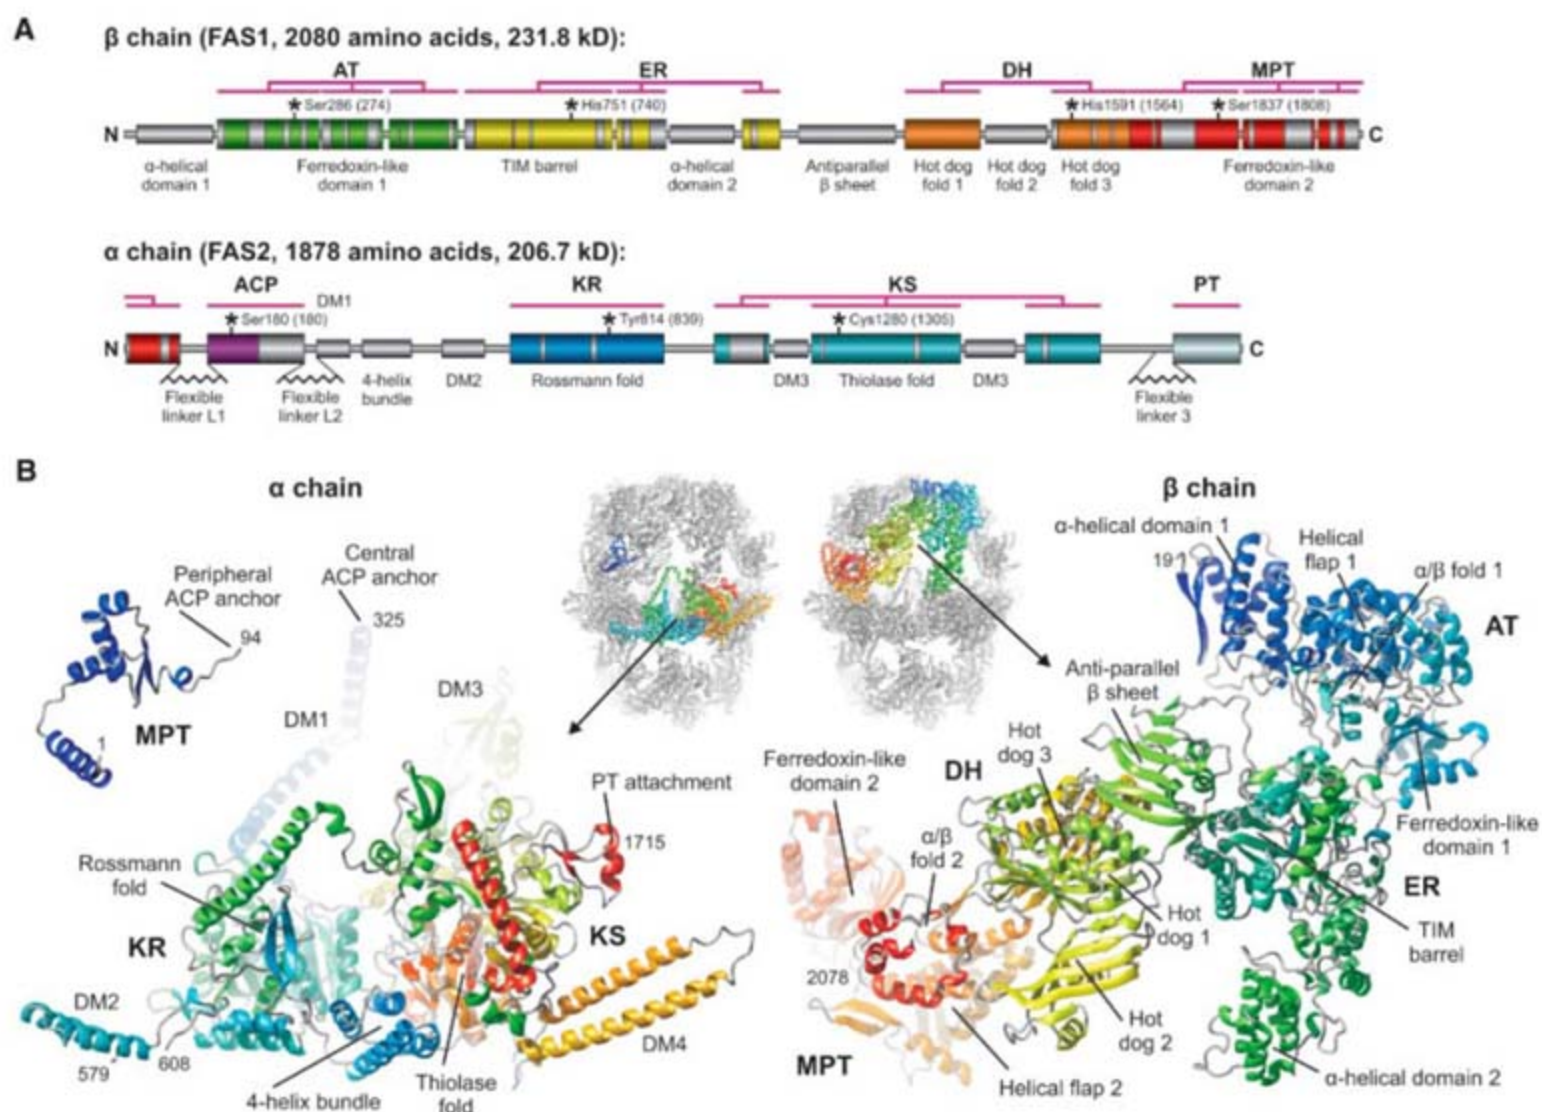 A
β chain (FAS1, 2080 amino acids, 231.8 kD):
AT ER DH MPT
* Ser286 (274) * His751 (740) * His1591 (1564) * Ser1837 (1808)
N C
α-helical domain 1
Ferredoxin-like domain 1
TIM barrel
α-helical domain 2
Antiparallel β sheet
Hot dog fold 1
Hot dog fold 2
Hot dog fold 3
Ferredoxin-like domain 2
α chain (FAS2, 1878 amino acids, 206.7 kD):
ACP KR KS PT
DM1
* Ser180 (180) * Tyr814 (839) * Cys1280 (1305)
N C
Flexible linker L1
Flexible linker L2
4-helix bundle
DM2
Rossmann fold
DM3
Thiolase fold
DM3
Flexible linker 3
B
α chain
Peripheral
ACP anchor
94
Central
ACP anchor
325
MPT
1
DM1
DM3
PT attachment
1715
Rossmann
fold
KR
KS
DM2
579
608
4-helix bundle
Thiolase
fold
DM4
β chain
α-helical domain 1
191
Helical
flap 1
α/β fold 1
AT
Anti-parallel
β sheet
Hot
dog 3
DH
Ferredoxin-like
domain 2
α/β
fold 2
Ferredoxin-like
domain 1
ER
Hot
dog 1
TIM
barrel
2078
Hot
dog 2
MPT
Helical flap 2
α-helical domain 2